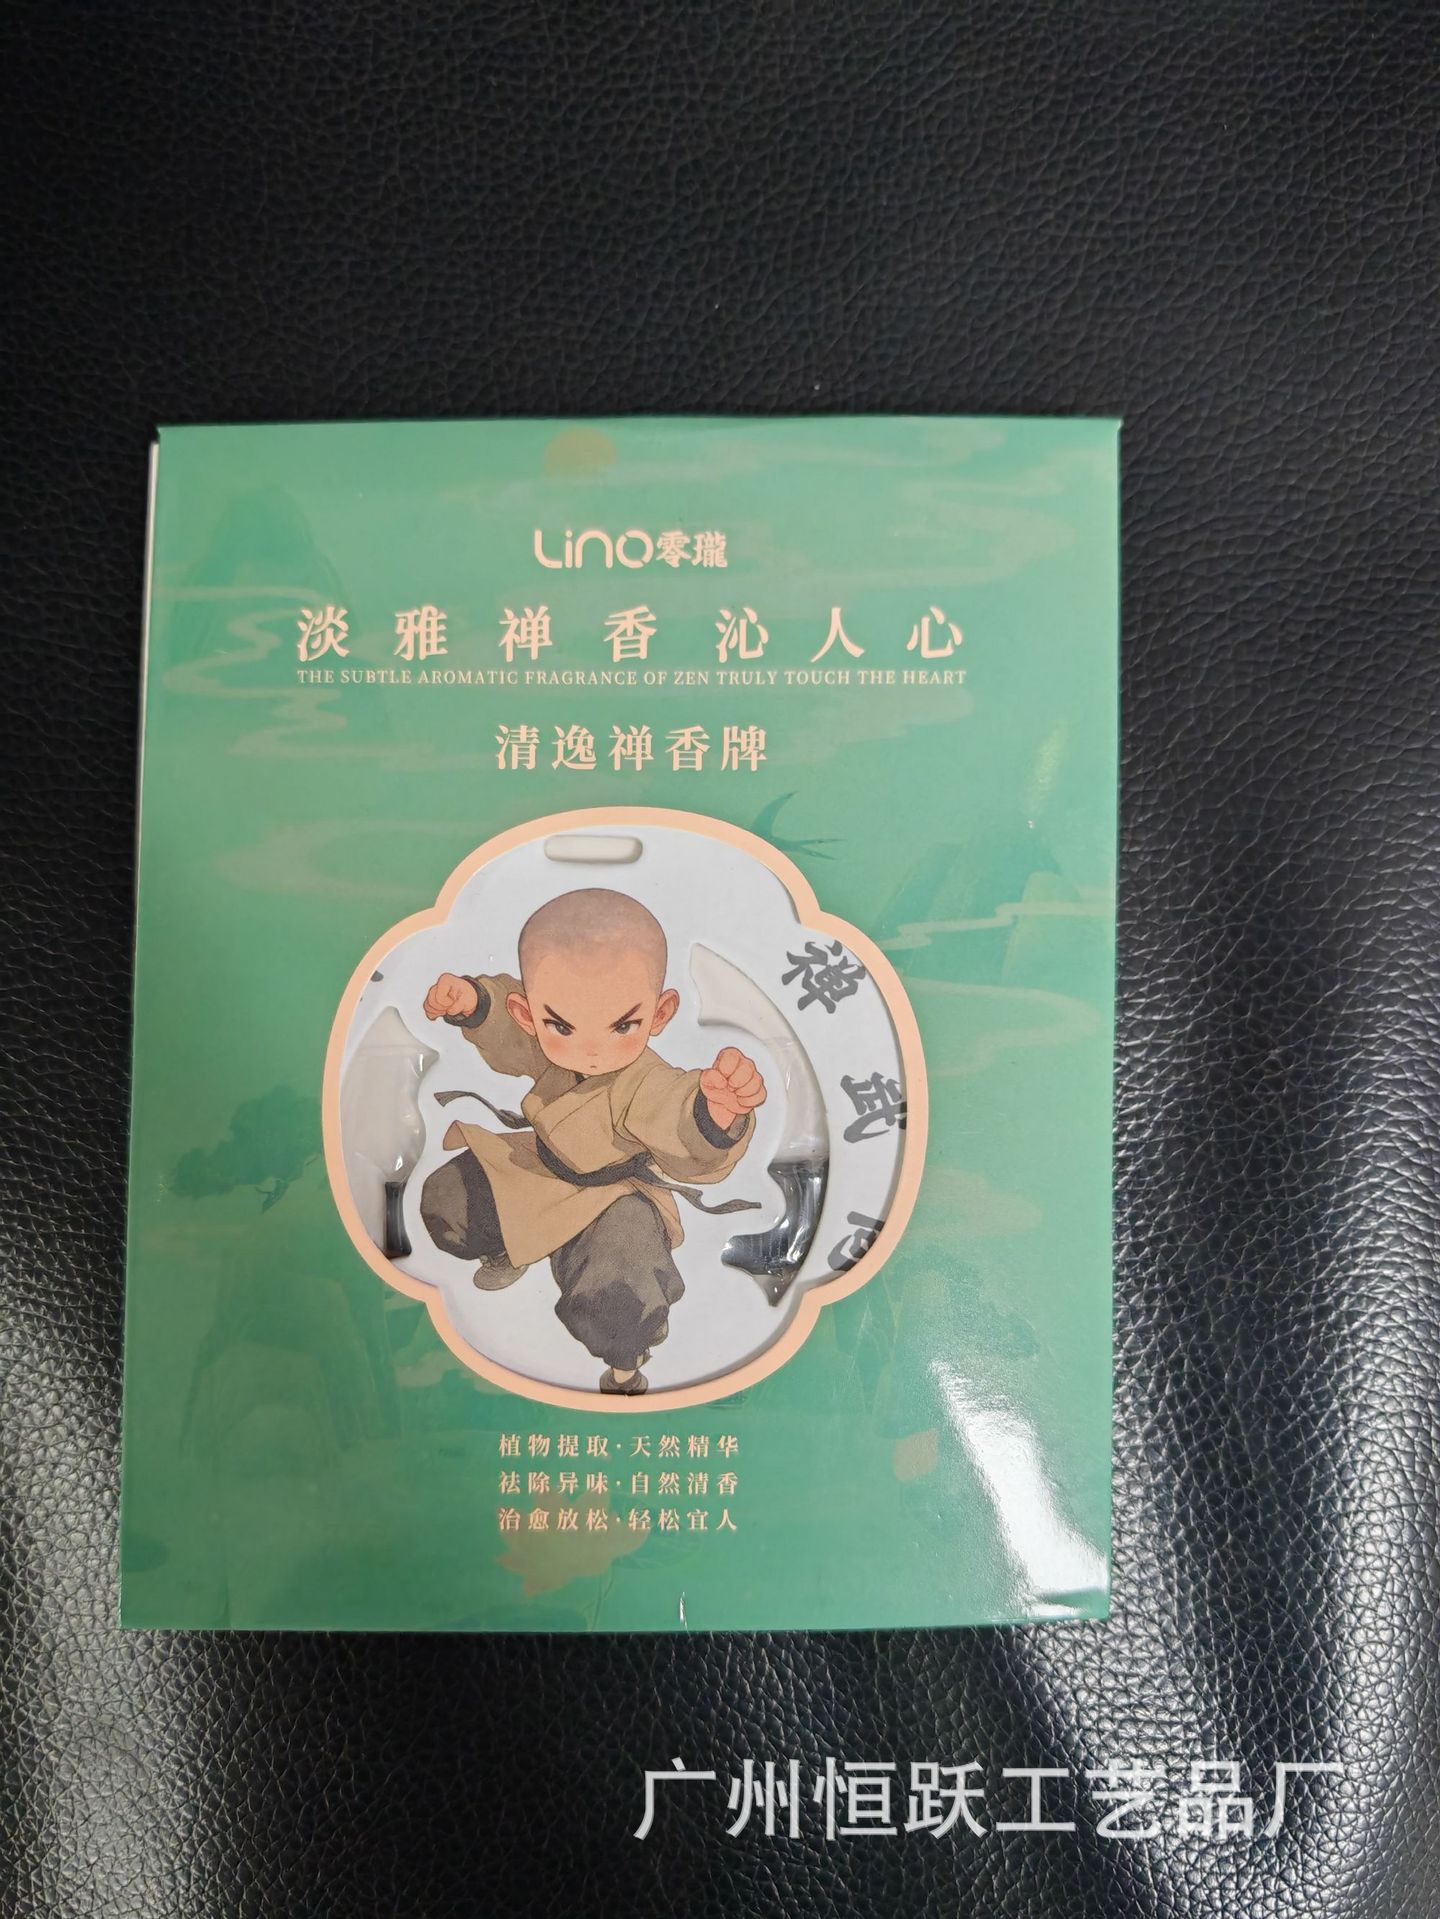 Lino零瓏
淡雅禅香沁人心
THE SUBTLE AROMATIC FRAGRANCE OF ZEN TRULY TOUCH THE HEART
清逸禅香牌
禅
武
植物提取·天然精华
祛除异味·自然清香
治愈放松·轻松宜人
广州恒跃工艺品厂